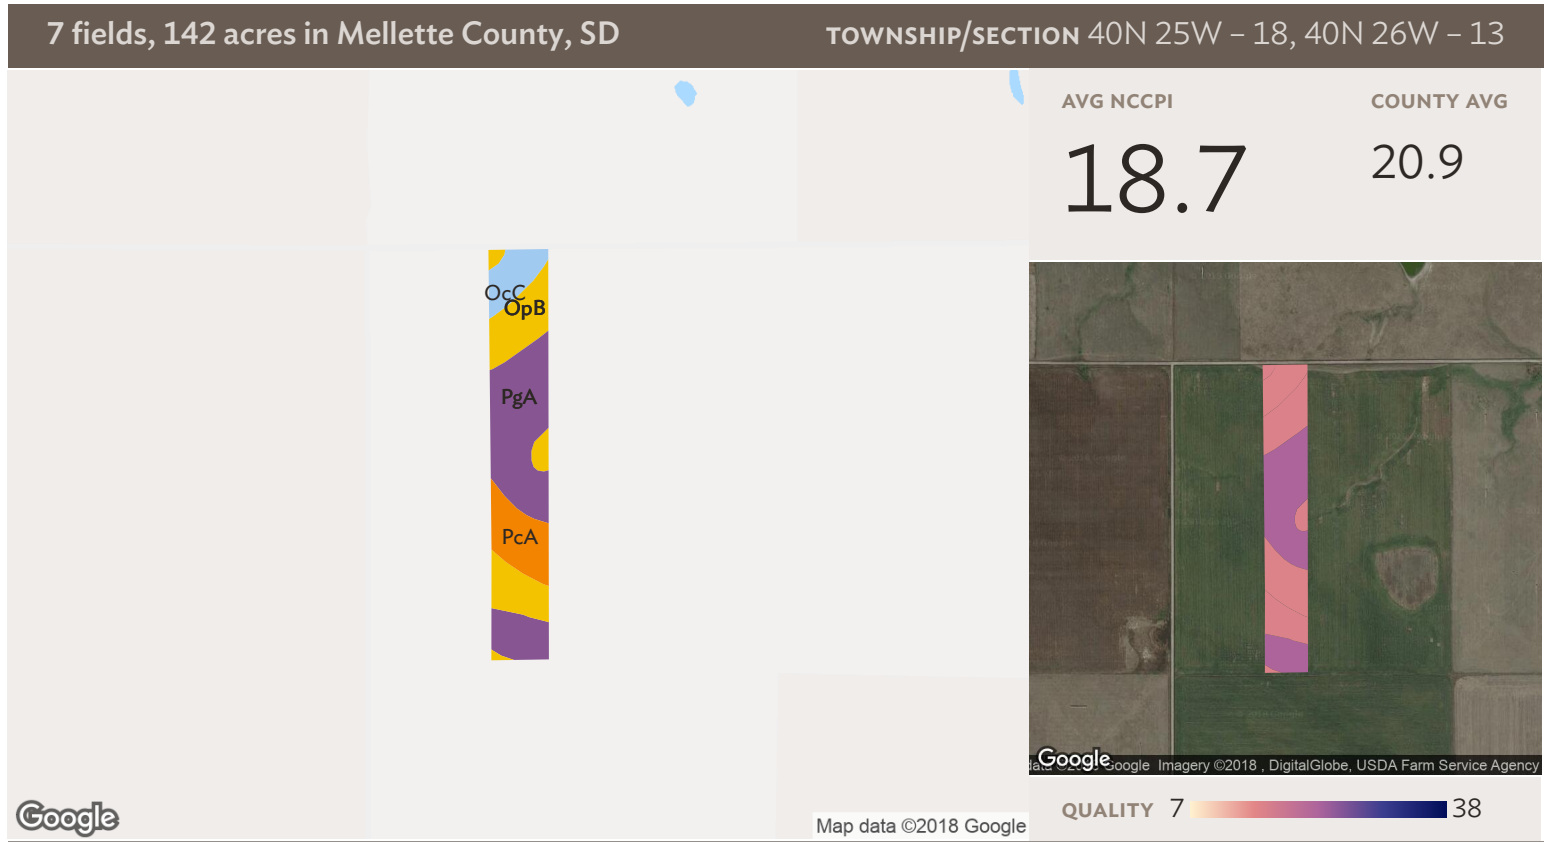 7 fields, 142 acres in Mellette County, SD
TOWNSHIP/SECTION 40N 25W – 18, 40N 26W – 13
AVG NCCPI
COUNTY AVG
18.7
20.9
OcC
OpB
PgA
PcA
Google
Map data ©2018 Google
Google
Google Imagery ©2018 , DigitalGlobe, USDA Farm Service Agency
QUALITY 7
38